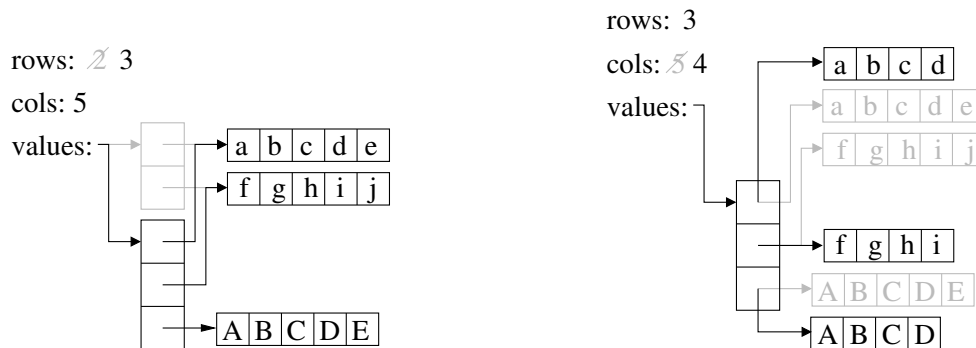 rows: 2 3
cols: 5
values:
a b c d e
f g h i j
A B C D E
rows: 3
cols: 5 4
values:
a b c d
a b c d e
f g h i j
f g h i
A B C D E
A B C D